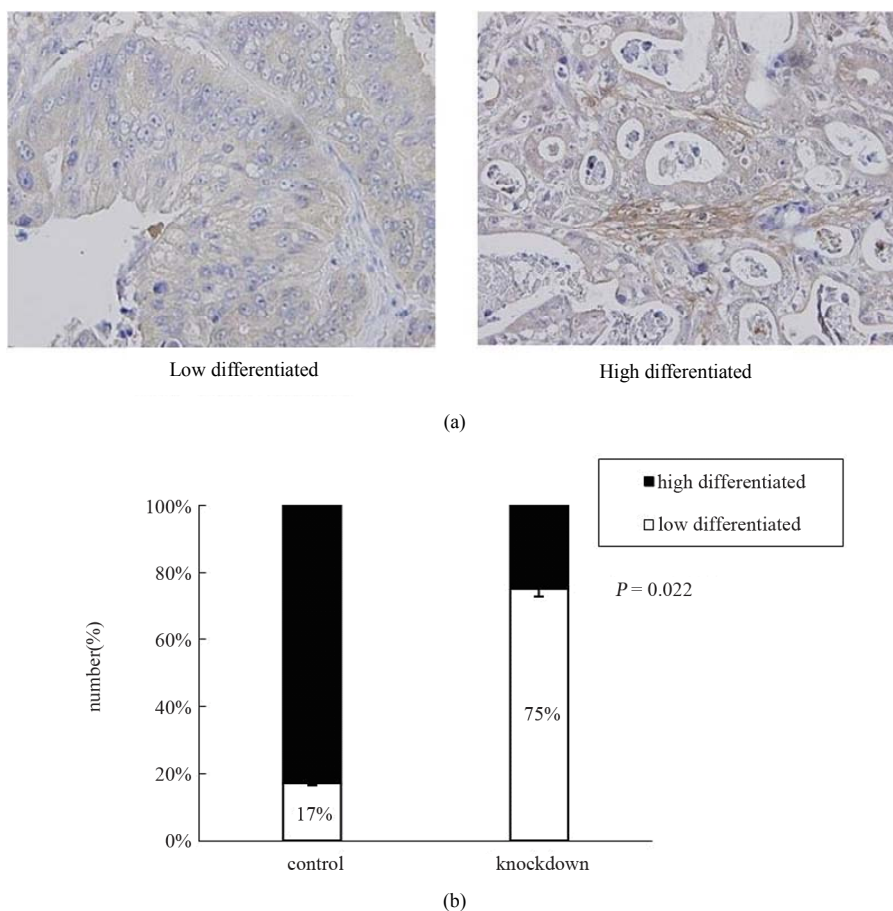 Low differentiated
High differentiated
(a)
high differentiated
low differentiated
P = 0.022
number(%)
100%
80%
60%
40%
20%
0%
17%
75%
control
knockdown
(b)